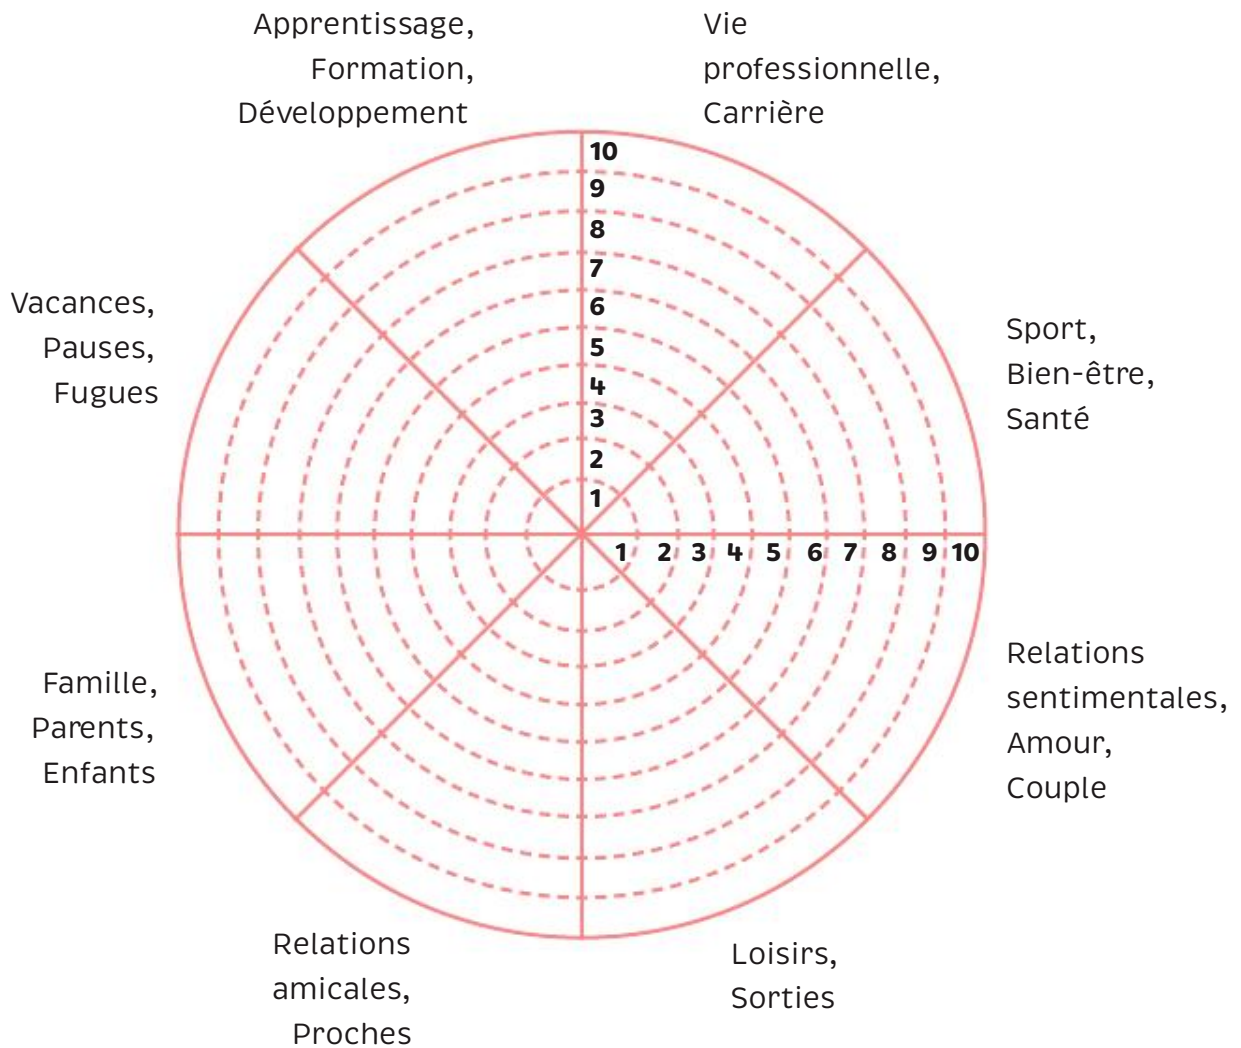 Apprentissage,
Formation,
Développement
Vie
professionnelle,
Carrière
10
9
8
7
6
5
4
3
2
1
1 2 3 4 5 6 7 8 9 10
Vacances,
Pauses,
Fugues
Sport,
Bien-être,
Santé
Famille,
Parents,
Enfants
Relations
sentimentales,
Amour,
Couple
Relations
amicales,
Proches
Loisirs,
Sorties